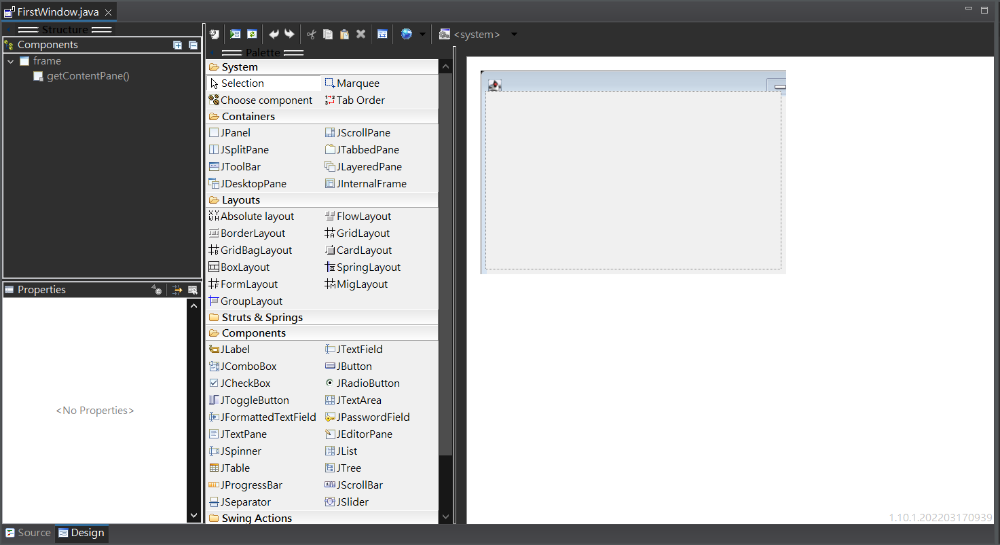 FirstWindow.java
Structure
Components
frame
getContentPane()
Properties
<No Properties>
<system>
Palette
System
Selection
Marquee
Choose component
Tab Order
Containers
JPanel
JScrollPane
JSplitPane
JTabbedPane
JToolBar
JLayeredPane
JDesktopPane
JInternalFrame
Layouts
Absolute layout
FlowLayout
BorderLayout
GridLayout
GridBagLayout
CardLayout
BoxLayout
SpringLayout
FormLayout
MigLayout
GroupLayout
Struts & Springs
Components
JLabel
JTextField
JComboBox
JButton
JCheckBox
JRadioButton
JToggleButton
JTextArea
JFormattedTextField
JPasswordField
JTextPane
JEditorPane
JSpinner
JList
JTable
JTree
JProgressBar
JScrollBar
JSeparator
JSlider
Swing Actions
1.10.1.202203170939
Source
Design